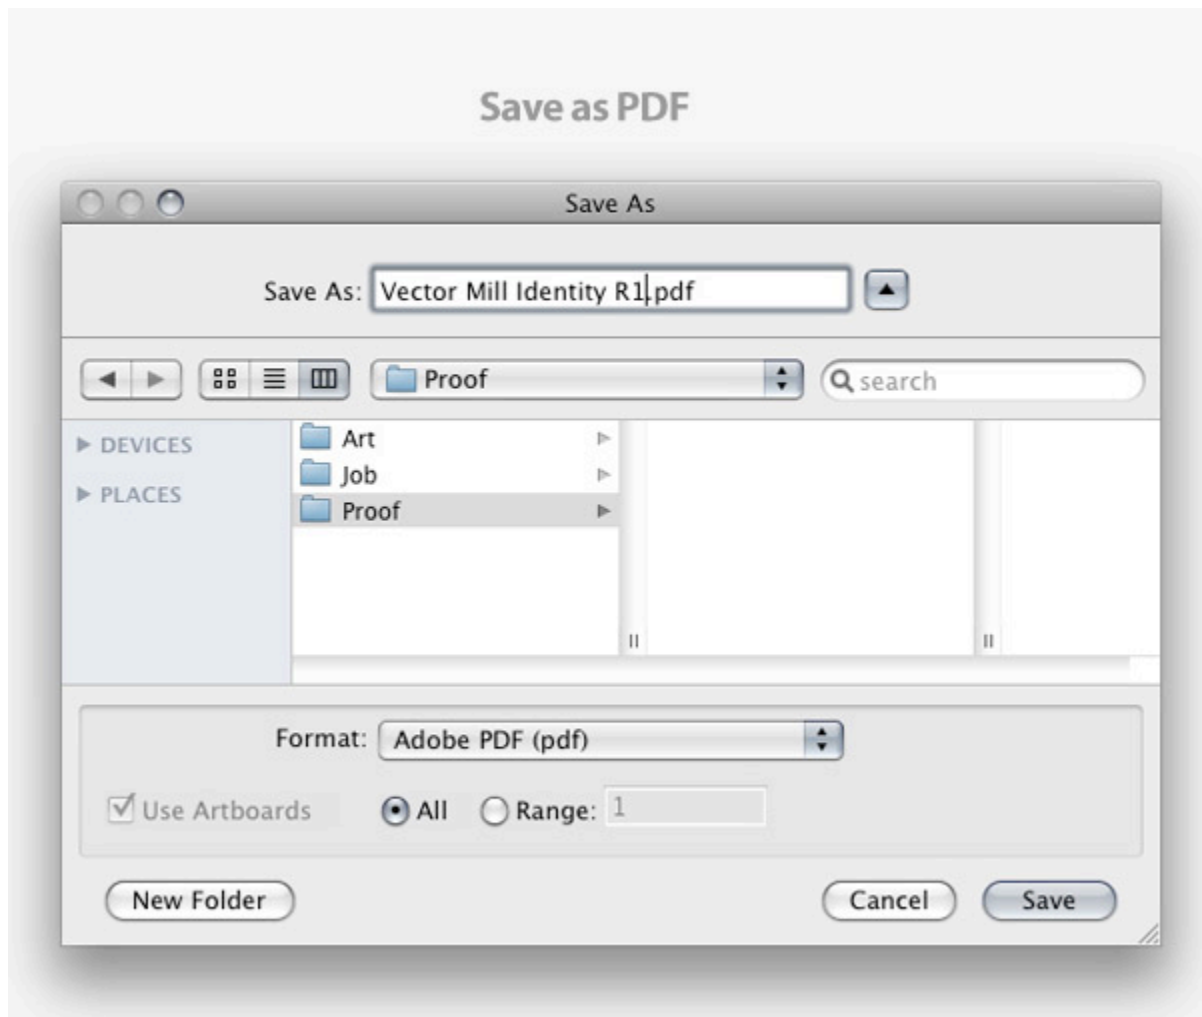 Save as PDF
Save As
Save As: Vector Mill Identity R1.pdf
Proof search
DEVICES
PLACES
Art
Job
Proof
Format: Adobe PDF (pdf)
Use Artboards All Range: 1
New Folder Cancel Save